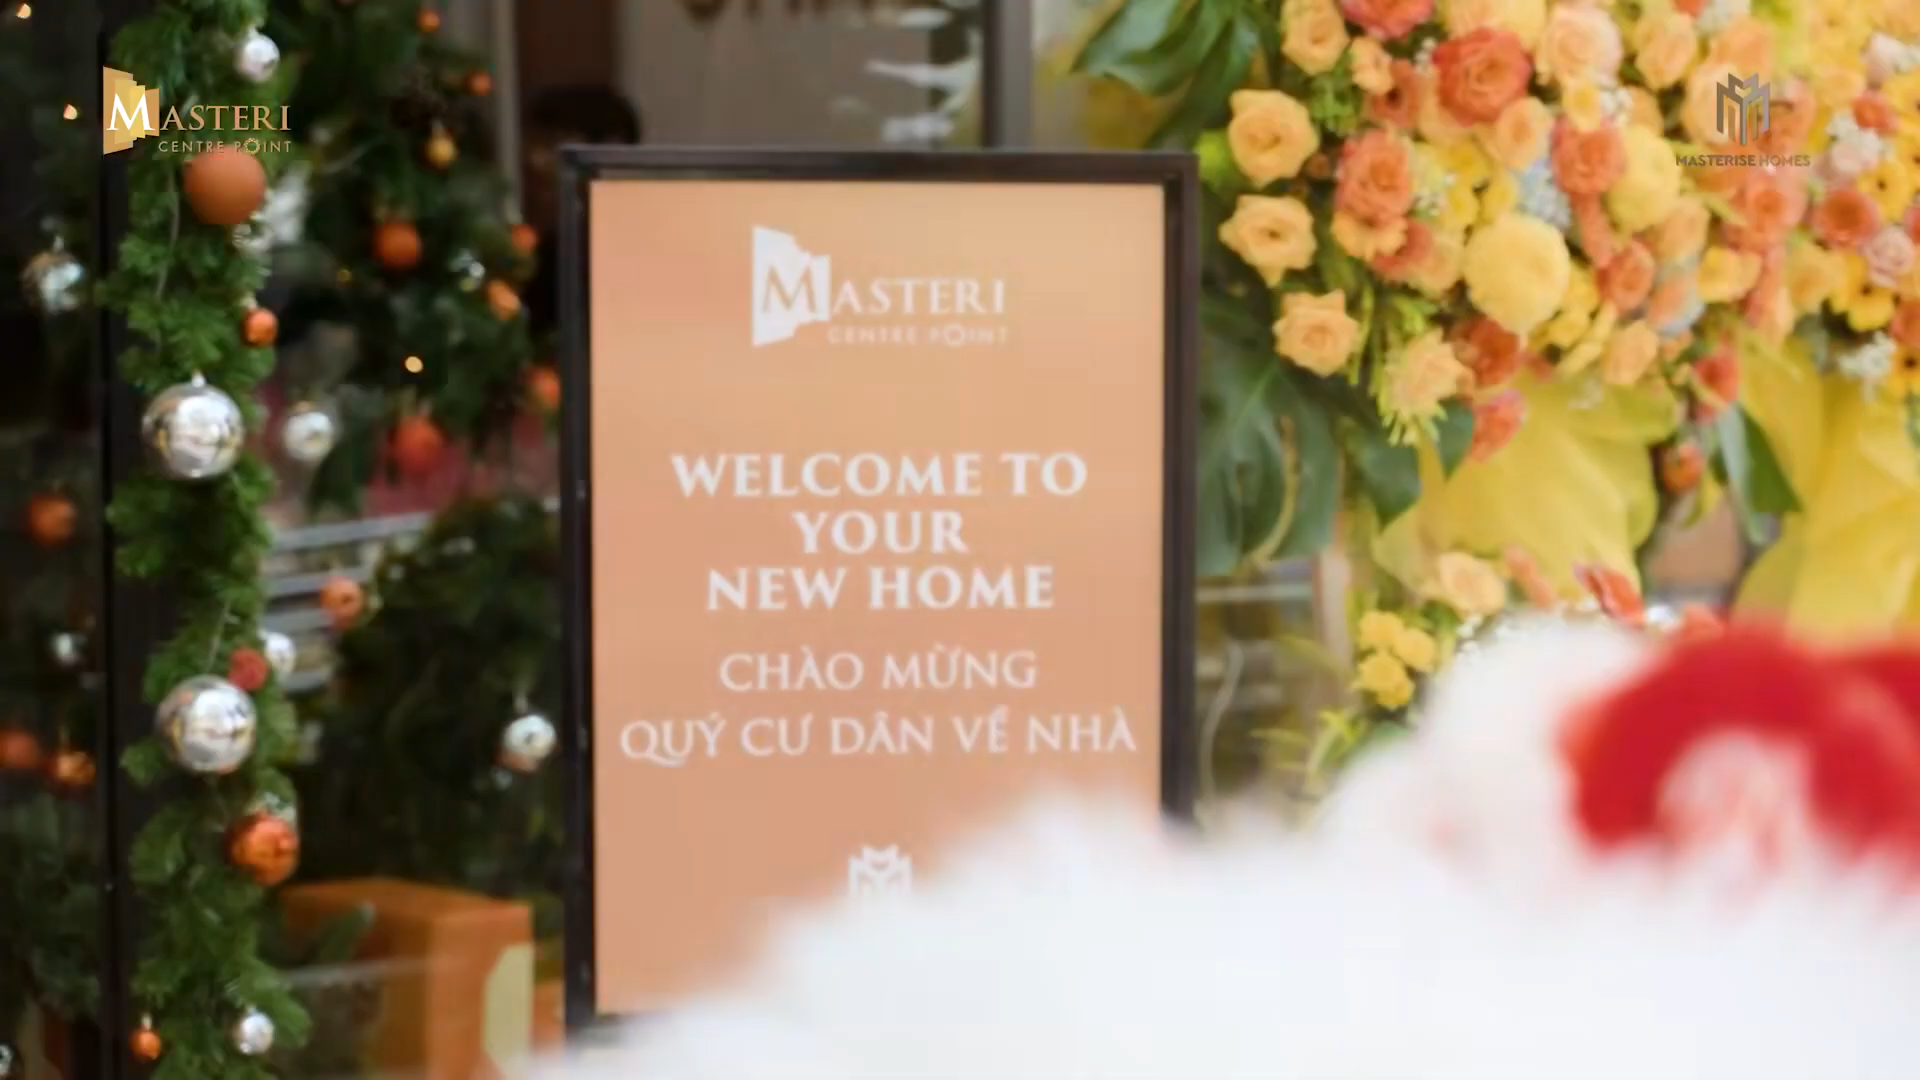 MASTERI
CENTRE POINT
MASTERISE HOMES
MASTERI
CENTRE POINT
WELCOME TO
YOUR
NEW HOME
CHÀO MỪNG
QUÝ CƯ DÂN VỀ NHÀ